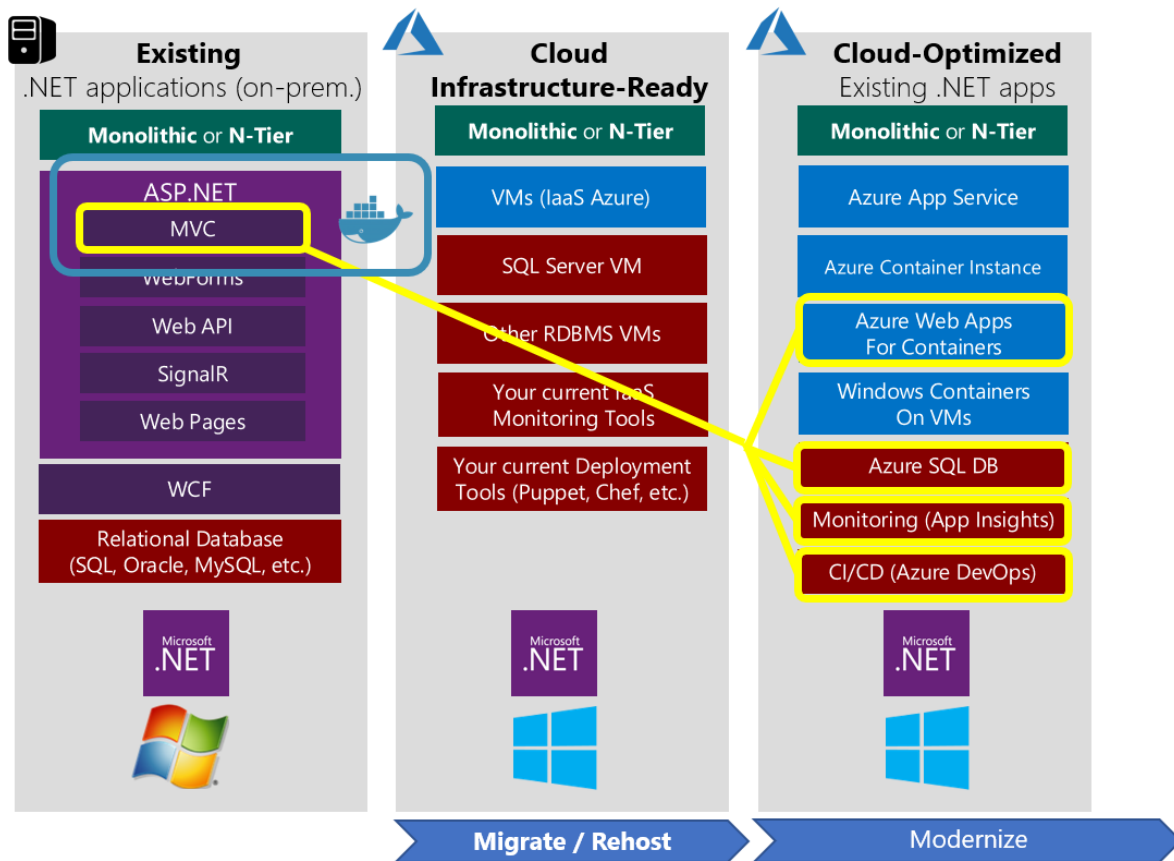 Existing
.NET applications (on-prem.)
Monolithic or N-Tier
ASP.NET
MVC
WebForms
Web API
SignalR
Web Pages
WCF
Relational Database
(SQL, Oracle, MySQL, etc.)
Microsoft
.NET
Cloud
Infrastructure-Ready
Monolithic or N-Tier
VMs (IaaS Azure)
SQL Server VM
Other RDBMS VMs
Your current IaaS
Monitoring Tools
Your current Deployment
Tools (Puppet, Chef, etc.)
Microsoft
.NET
Migrate / Rehost
Cloud-Optimized
Existing .NET apps
Monolithic or N-Tier
Azure App Service
Azure Container Instance
Azure Web Apps
For Containers
Windows Containers
On VMs
Azure SQL DB
Monitoring (App Insights)
CI/CD (Azure DevOps)
Microsoft
.NET
Modernize